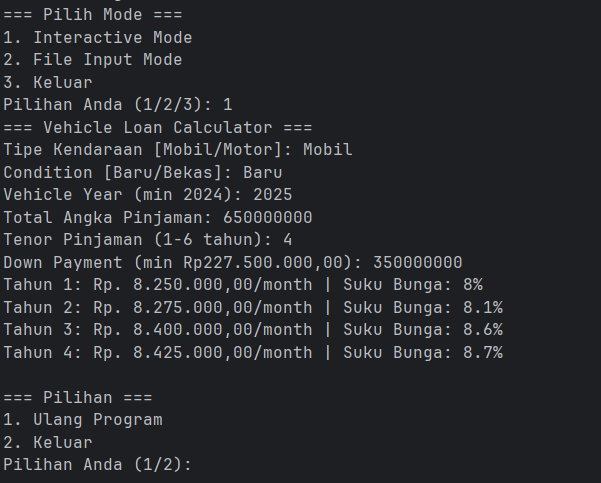 === Pilih Mode ===
1. Interactive Mode
2. File Input Mode
3. Keluar
Pilihan Anda (1/2/3): 1
=== Vehicle Loan Calculator ===
Tipe Kendaraan [Mobil/Motor]: Mobil
Condition [Baru/Bekas]: Baru
Vehicle Year (min 2024): 2025
Total Angka Pinjaman: 650000000
Tenor Pinjaman (1-6 tahun): 4
Down Payment (min Rp227.500.000,00): 350000000
Tahun 1: Rp. 8.250.000,00/month | Suku Bunga: 8%
Tahun 2: Rp. 8.275.000,00/month | Suku Bunga: 8.1%
Tahun 3: Rp. 8.400.000,00/month | Suku Bunga: 8.6%
Tahun 4: Rp. 8.425.000,00/month | Suku Bunga: 8.7%
=== Pilihan ===
1. Ulang Program
2. Keluar
Pilihan Anda (1/2):